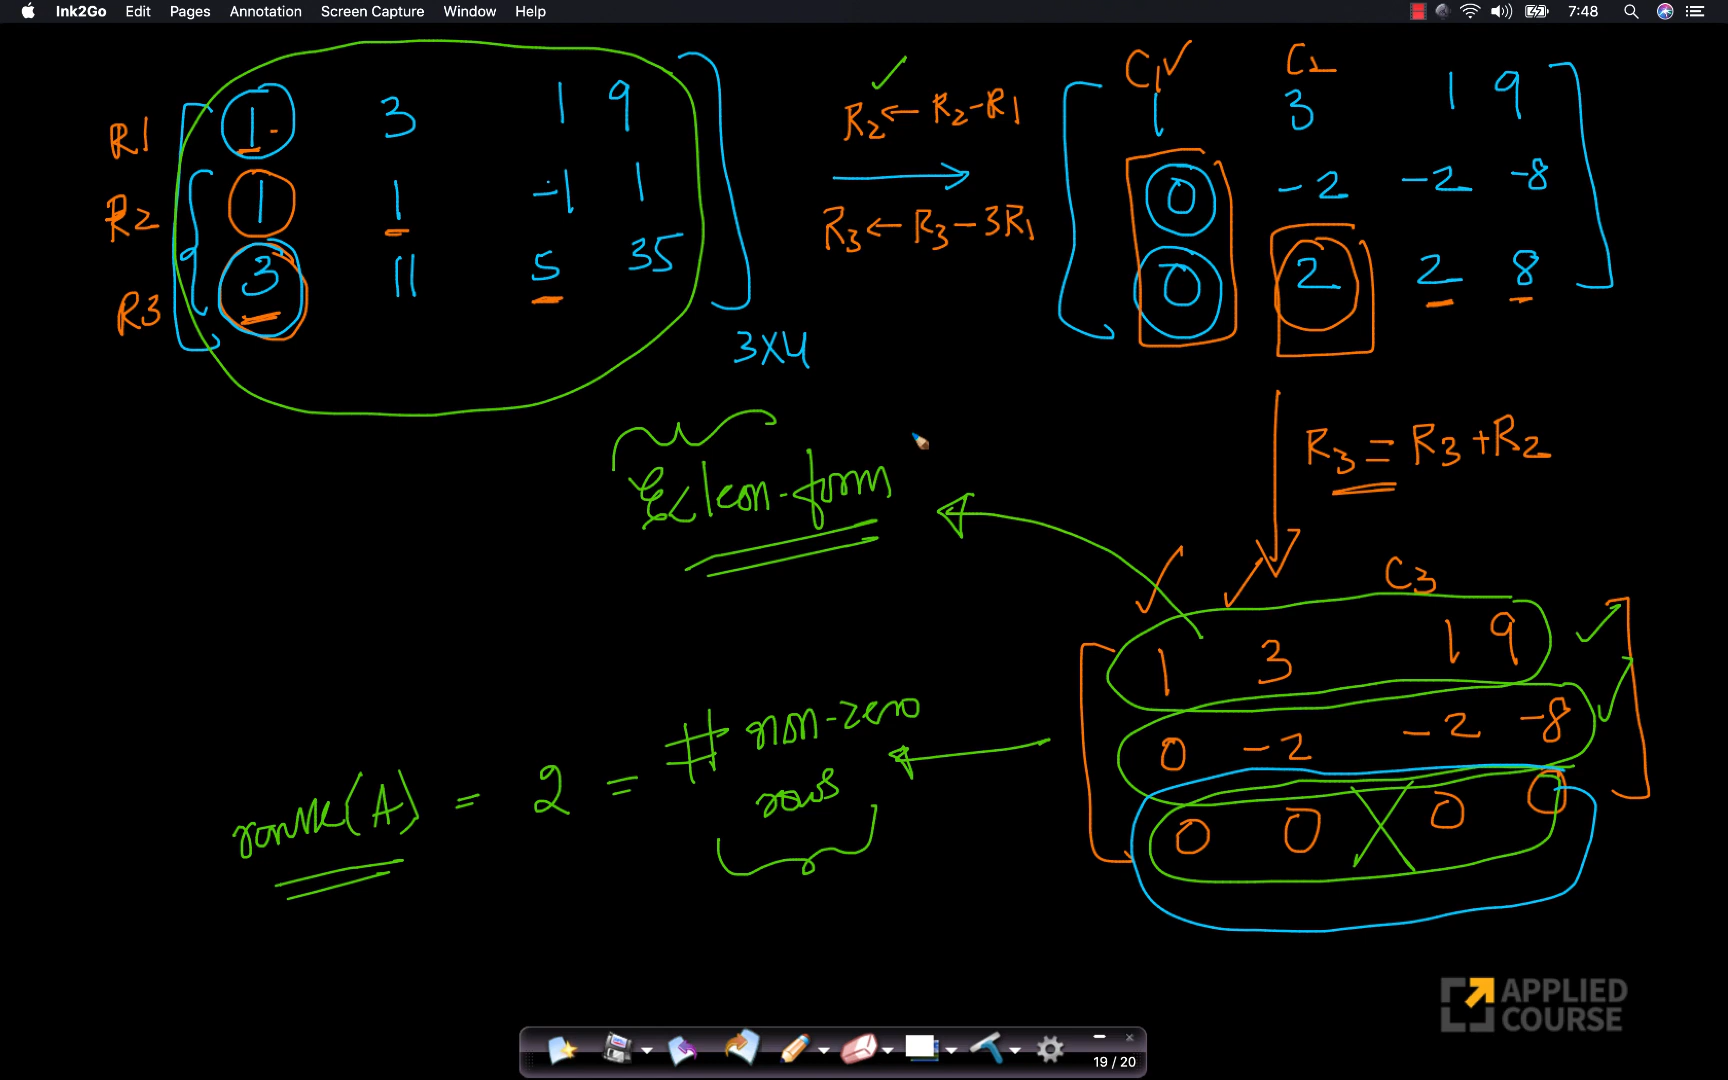 Ink2Go Edit Pages Annotation Screen Capture Window Help 7:48
R1 1 3 1 9
R2 1 1 -1 1
R3 3 11 5 35
3X4
R2 ← R2-R1
R3 ← R3-3R1
C1 C2
1 3 1 9
0 -2 -2 -8
0 2 2 8
R3 = R3+R2
-form
C3
1 3 1 9
0 -2 -2 -8
0 0 0 0
rank(A) = 2 = # non-zero
rows
APPLIED
COURSE
19 / 20